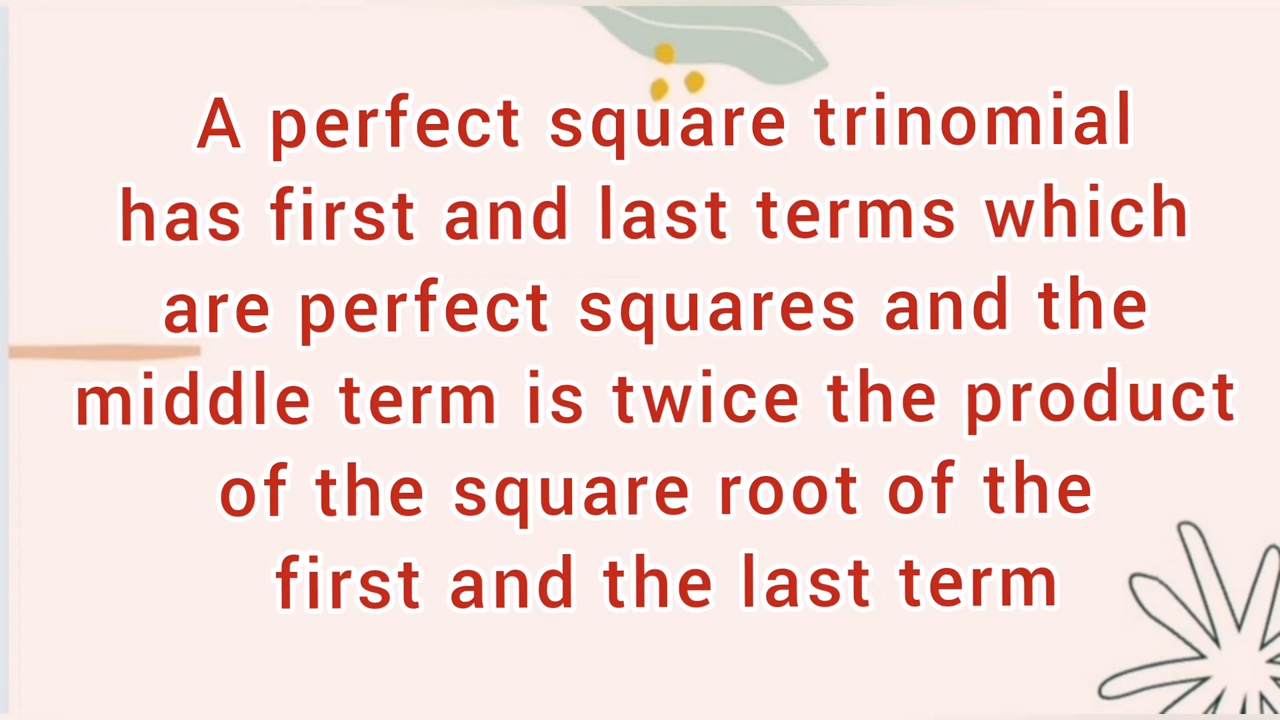 A perfect square trinomial
has first and last terms which
are perfect squares and the
middle term is twice the product
of the square root of the
first and the last term